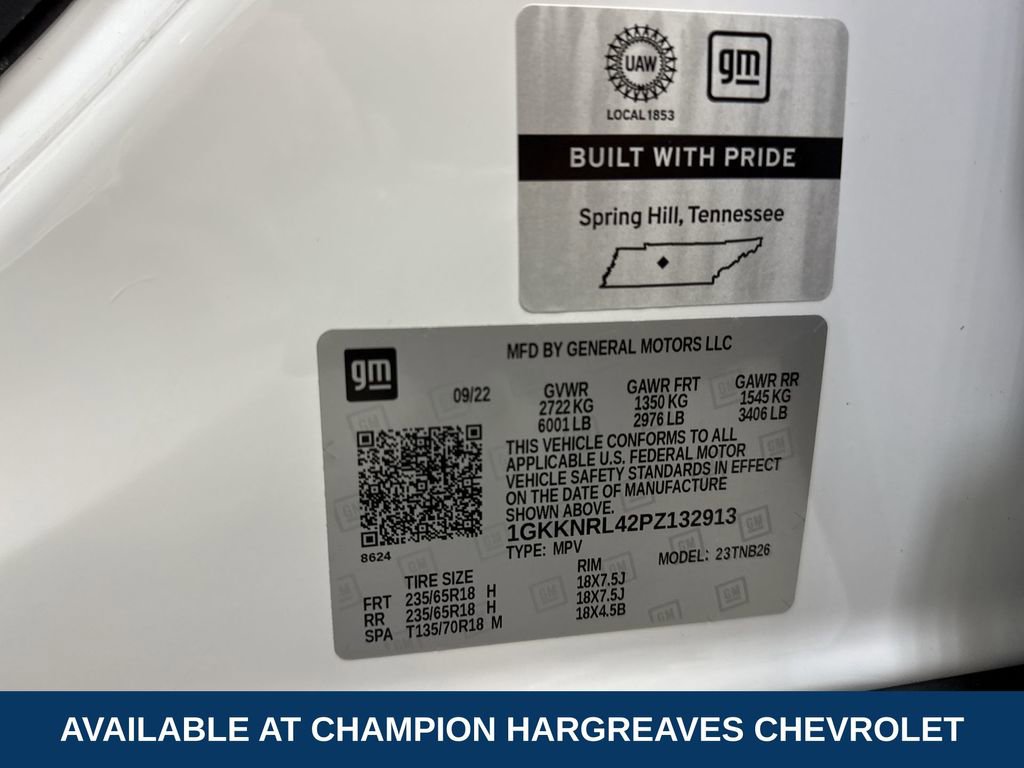 UAW
gm
LOCAL 1853
BUILT WITH PRIDE
Spring Hill, Tennessee
gm
MFD BY GENERAL MOTORS LLC
09/22
GVWR GAWR FRT GAWR RR
2722 KG 1350 KG 1545 KG
6001 LB 2976 LB 3406 LB
THIS VEHICLE CONFORMS TO ALL
APPLICABLE U.S. FEDERAL MOTOR
VEHICLE SAFETY STANDARDS IN EFFECT
ON THE DATE OF MANUFACTURE
SHOWN ABOVE.
1GKKNRL42PZ132913
TYPE: MPV MODEL: 23TNB26
8624
TIRE SIZE RIM
FRT 235/65R18 H 18X7.5J
RR 235/65R18 H 18X7.5J
SPA T135/70R18 M 18X4.5B
AVAILABLE AT CHAMPION HARGREAVES CHEVROLET